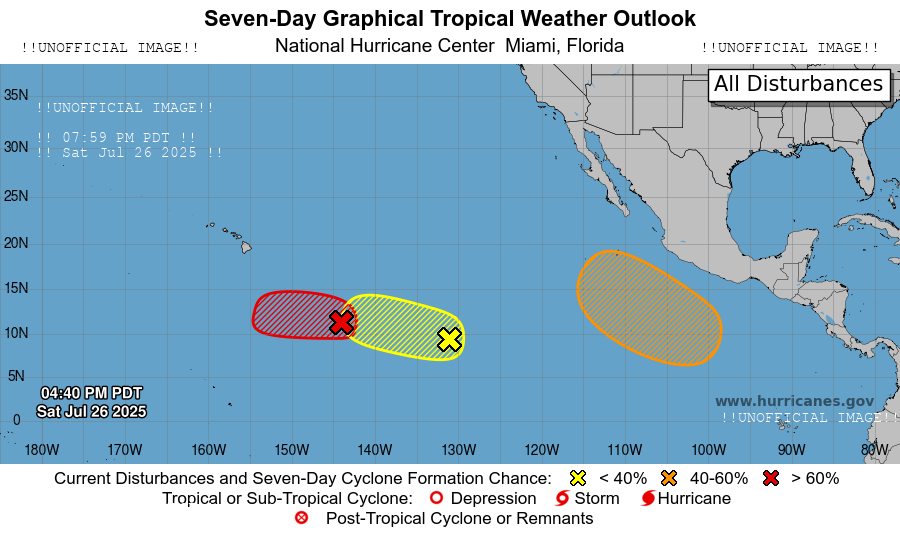 Seven-Day Graphical Tropical Weather Outlook
!!UNOFFICIAL IMAGE!! National Hurricane Center  Miami, Florida !!UNOFFICIAL IMAGE!!
All Disturbances
35N
!!UNOFFICIAL IMAGE!!
!! 07:59 PM PDT !!
30N
!! Sat Jul 26 2025 !!
25N
20N
15N
10N
5N
04:40 PM PDT
Sat Jul 26 2025
www.hurricanes.gov
0
!!UNOFFICIAL IMAGE!!
180W 170W 160W 150W 140W 130W 120W 110W 100W 90W 80W
Current Disturbances and Seven-Day Cyclone Formation Chance: < 40% 40-60% > 60%
Tropical or Sub-Tropical Cyclone: Depression Storm Hurricane
Post-Tropical Cyclone or Remnants